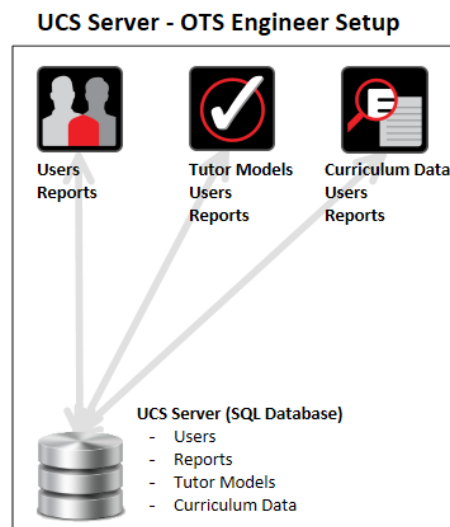 UCS Server - OTS Engineer Setup
Users
Reports
Tutor Models
Users
Reports
Curriculum Data
Users
Reports
UCS Server (SQL Database)
- Users
- Reports
- Tutor Models
- Curriculum Data